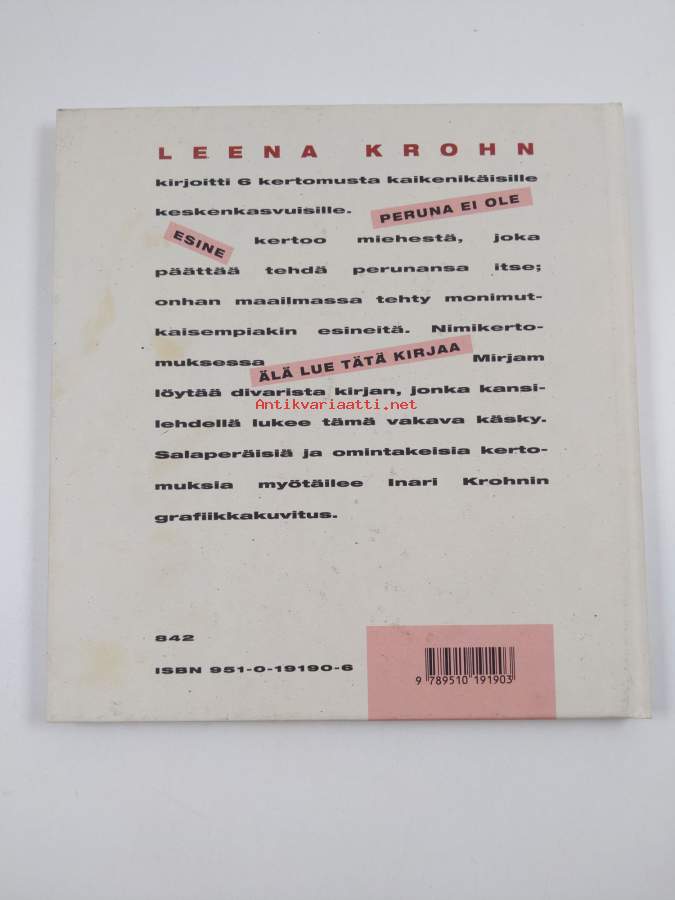 LEENA KROHN
kirjoitti 6 kertomusta kaikenikäisille
keskenkasvuisille. PERUNA EI OLE
ESINE kertoo miehestä, joka
päättää tehdä perunansa itse;
onhan maailmassa tehty monimut-
kaisempiakin esineitä. Nimikerto-
muksessa ÄLÄ LUE TÄTÄ KIRJAA Mirjam
löytää divarista kirjan, jonka kansi-
Antikvariaatti.net
lehdellä lukee tämä vakava käsky.
Salaperäisiä ja omintakeisia kerto-
muksia myötäilee Inari Krohnin
grafiikkakuvitus.
842
ISBN 951-0-19190-6
9 789510 191903